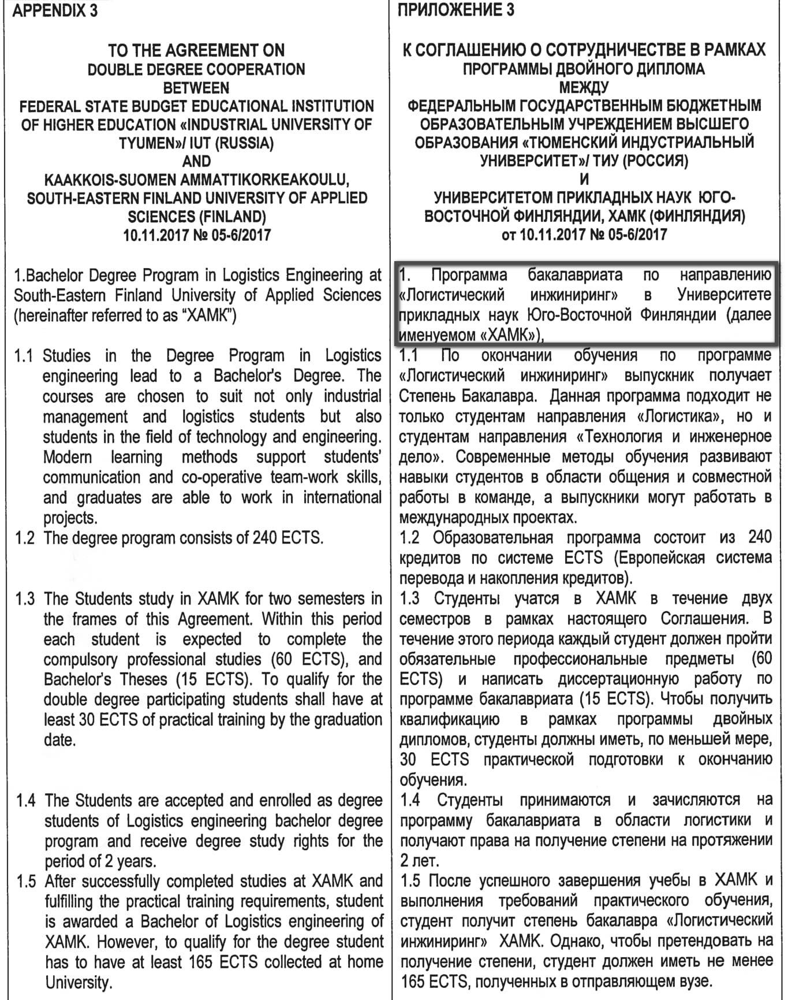 APPENDIX 3
TO THE AGREEMENT ON
DOUBLE DEGREE COOPERATION
BETWEEN
FEDERAL STATE BUDGET EDUCATIONAL INSTITUTION
OF HIGHER EDUCATION «INDUSTRIAL UNIVERSITY OF
TYUMEN»/ IUT (RUSSIA)
AND
KAAKKOIS-SUOMEN AMMATTIKORKEAKOULU,
SOUTH-EASTERN FINLAND UNIVERSITY OF APPLIED
SCIENCES (FINLAND)
10.11.2017 № 05-6/2017
1.Bachelor Degree Program in Logistics Engineering at
South-Eastern Finland University of Applied Sciences
(hereinafter referred to as “XAMK”)
1.1 Studies in the Degree Program in Logistics
engineering lead to a Bachelor's Degree. The
courses are chosen to suit not only industrial
management and logistics students but also
students in the field of technology and engineering.
Modern learning methods support students’
communication and co-operative team-work skills,
and graduates are able to work in international
projects.
1.2 The degree program consists of 240 ECTS.
1.3 The Students study in XAMK for two semesters in
the frames of this Agreement. Within this period
each student is expected to complete the
compulsory professional studies (60 ECTS), and
Bachelor’s Theses (15 ECTS). To qualify for the
double degree participating students shall have at
least 30 ECTS of practical training by the graduation
date.
1.4 The Students are accepted and enrolled as degree
students of Logistics engineering bachelor degree
program and receive degree study rights for the
period of 2 years.
1.5 After successfully completed studies at XAMK and
fulfilling the practical training requirements, student
is awarded a Bachelor of Logistics engineering of
XAMK. However, to qualify for the degree student
has to have at least 165 ECTS collected at home
University.
ПРИЛОЖЕНИЕ 3
К СОГЛАШЕНИЮ О СОТРУДНИЧЕСТВЕ В РАМКАХ
ПРОГРАММЫ ДВОЙНОГО ДИПЛОМА
МЕЖДУ
ФЕДЕРАЛЬНЫМ ГОСУДАРСТВЕННЫМ БЮДЖЕТНЫМ
ОБРАЗОВАТЕЛЬНЫМ УЧРЕЖДЕНИЕМ ВЫСШЕГО
ОБРАЗОВАНИЯ «ТЮМЕНСКИЙ ИНДУСТРИАЛЬНЫЙ
УНИВЕРСИТЕТ»/ ТИУ (РОССИЯ)
И
УНИВЕРСИТЕТОМ ПРИКЛАДНЫХ НАУК ЮГО-
ВОСТОЧНОЙ ФИНЛЯНДИИ, ХАМК (ФИНЛЯНДИЯ)
от 10.11.2017 № 05-6/2017
1. Программа бакалавриата по направлению
«Логистический инжиниринг» в Университете
прикладных наук Юго-Восточной Финляндии (далее
именуемом «ХАМК»),
1.1 По окончании обучения по программе
«Логистический инжиниринг» выпускник получает
Степень Бакалавра. Данная программа подходит не
только студентам направления «Логистика», но и
студентам направления «Технология и инженерное
дело». Современные методы обучения развивают
навыки студентов в области общения и совместной
работы в команде, а выпускники могут работать в
международных проектах.
1.2 Образовательная программа состоит из 240
кредитов по системе ECTS (Европейская система
перевода и накопления кредитов).
1.3 Студенты учатся в ХАМК в течение двух
семестров в рамках настоящего Соглашения. В
течение этого периода каждый студент должен пройти
обязательные профессиональные предметы (60
ECTS) и написать диссертационную работу по
программе бакалавриата (15 ECTS). Чтобы получить
квалификацию в рамках программы двойных
дипломов, студенты должны иметь, по меньшей мере,
30 ECTS практической подготовки к окончанию
обучения.
1.4 Студенты принимаются и зачисляются на
программу бакалавриата в области логистики и
получают права на получение степени на протяжении
2 лет.
1.5 После успешного завершения учебы в ХАМК и
выполнения требований практического обучения,
студент получит степень бакалавра «Логистический
инжиниринг» ХАМК. Однако, чтобы претендовать на
получение степени, студент должен иметь не менее
165 ECTS, полученных в отправляющем вузе.